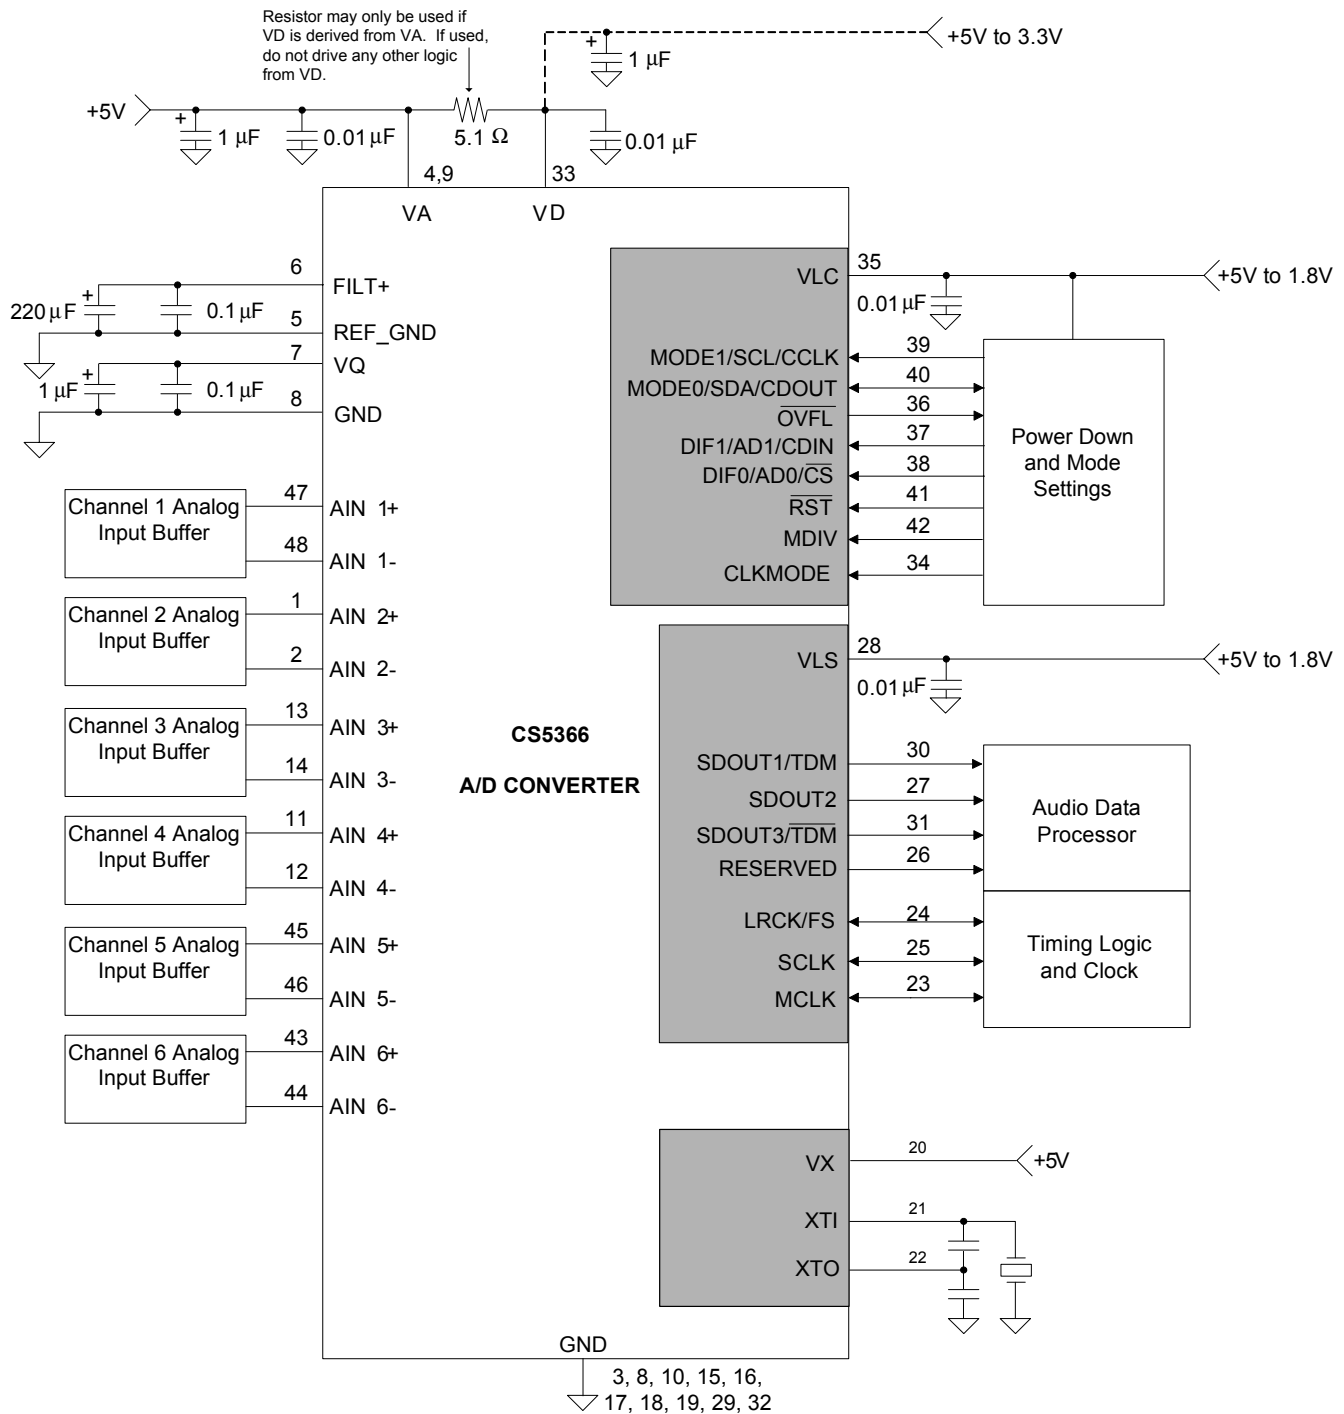 Resistor may only be used if
VD is derived from VA. If used,
do not drive any other logic
from VD.
+5V to 3.3V
+ 1 µF
+5V
+ 1 µF
0.01 µF
5.1 Ω
0.01 µF
4,9
33
VA
VD
6
FILT+
220 µF +
0.1 µF
5
REF_GND
7
VQ
1 µF +
0.1 µF
8
GND
Channel 1 Analog
Input Buffer
47
AIN 1+
48
AIN 1-
Channel 2 Analog
Input Buffer
1
AIN 2+
2
AIN 2-
Channel 3 Analog
Input Buffer
13
AIN 3+
14
AIN 3-
Channel 4 Analog
Input Buffer
11
AIN 4+
12
AIN 4-
Channel 5 Analog
Input Buffer
45
AIN 5+
46
AIN 5-
Channel 6 Analog
Input Buffer
43
AIN 6+
44
AIN 6-
CS5366
A/D CONVERTER
VLC
35
0.01 µF
+5V to 1.8V
MODE1/SCL/CCLK
39
MODE0/SDA/CDOUT
40
OVFL
36
DIF1/AD1/CDIN
37
DIF0/AD0/CS
38
RST
41
MDIV
42
CLKMODE
34
Power Down
and Mode
Settings
VLS
28
0.01 µF
+5V to 1.8V
SDOUT1/TDM
30
SDOUT2
27
SDOUT3/TDM
31
RESERVED
26
Audio Data
Processor
LRCK/FS
24
SCLK
25
MCLK
23
Timing Logic
and Clock
VX
20
+5V
XTI
21
XTO
22
GND
3, 8, 10, 15, 16,
17, 18, 19, 29, 32